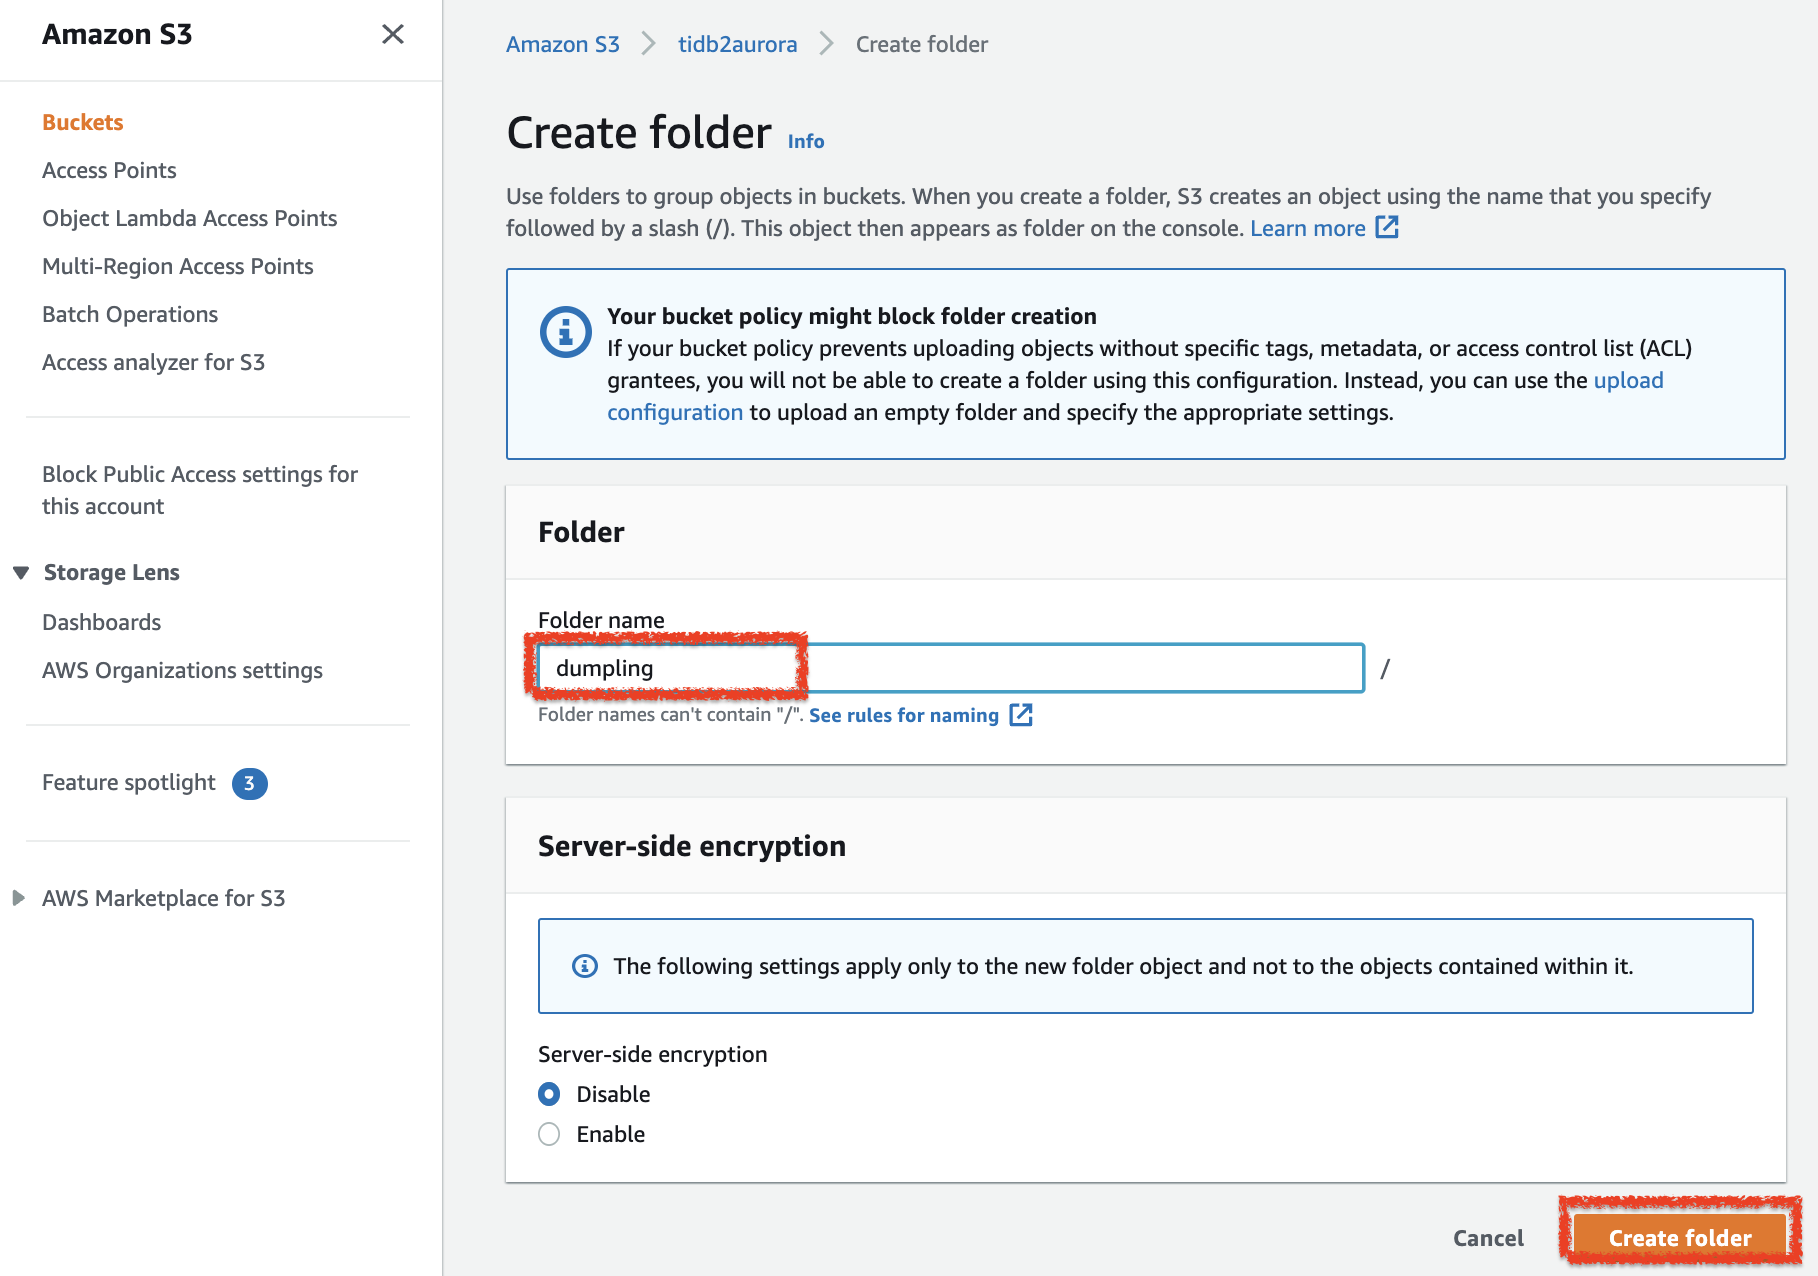 Amazon S3
Buckets
Access Points
Object Lambda Access Points
Multi-Region Access Points
Batch Operations
Access analyzer for S3
Block Public Access settings for
this account
Storage Lens
Dashboards
AWS Organizations settings
Feature spotlight 3
AWS Marketplace for S3
Amazon S3 > tidb2aurora > Create folder
Create folder Info
Use folders to group objects in buckets. When you create a folder, S3 creates an object using the name that you specify
followed by a slash (/). This object then appears as folder on the console. Learn more
Your bucket policy might block folder creation
If your bucket policy prevents uploading objects without specific tags, metadata, or access control list (ACL)
grantees, you will not be able to create a folder using this configuration. Instead, you can use the upload
configuration to upload an empty folder and specify the appropriate settings.
Folder
Folder name
dumpling /
Folder names can't contain "/". See rules for naming
Server-side encryption
The following settings apply only to the new folder object and not to the objects contained within it.
Server-side encryption
Disable
Enable
Cancel Create folder